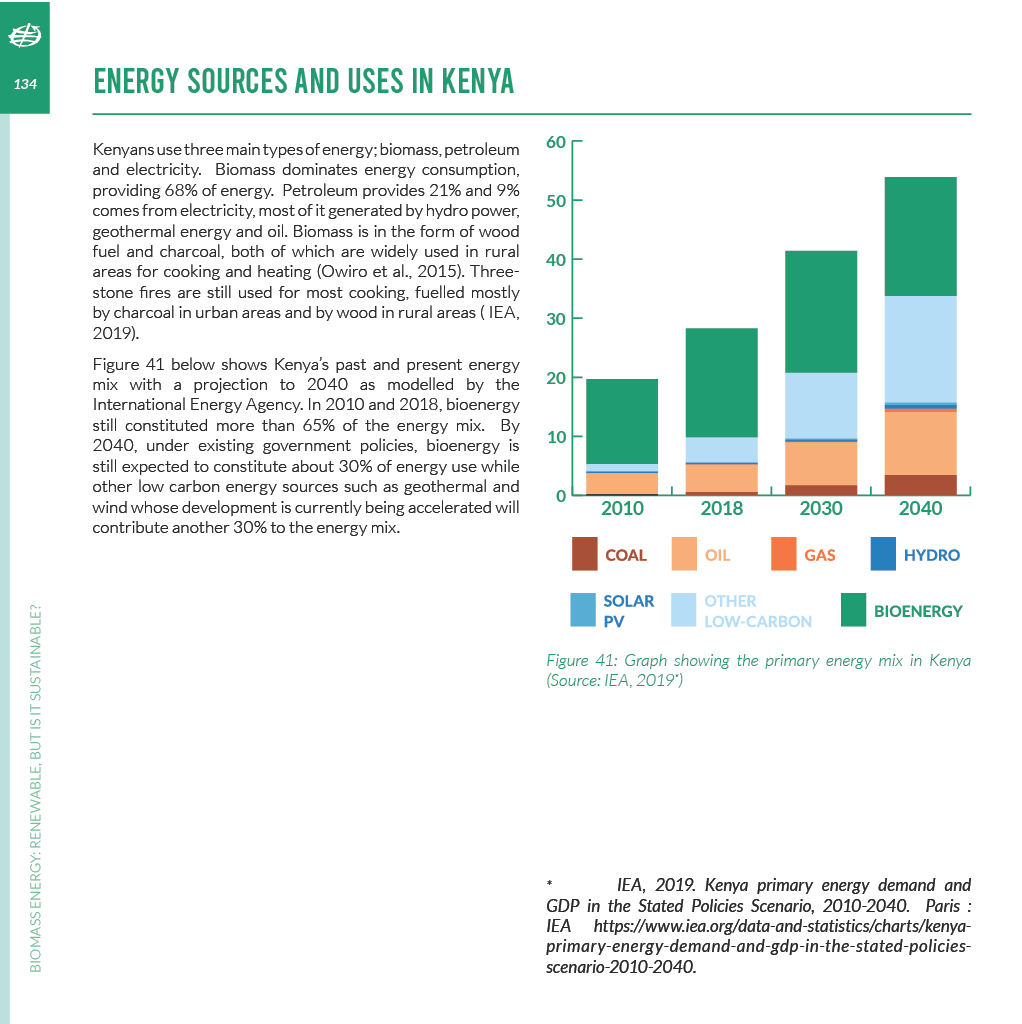 134
ENERGY SOURCES AND USES IN KENYA
Kenyans use three main types of energy; biomass, petroleum
and electricity. Biomass dominates energy consumption,
providing 68% of energy. Petroleum provides 21% and 9%
comes from electricity, most of it generated by hydro power,
geothermal energy and oil. Biomass is in the form of wood
fuel and charcoal, both of which are widely used in rural
areas for cooking and heating (Owiro et al., 2015). Three-
stone fires are still used for most cooking, fuelled mostly
by charcoal in urban areas and by wood in rural areas ( IEA,
2019).
Figure 41 below shows Kenya’s past and present energy
mix with a projection to 2040 as modelled by the
International Energy Agency. In 2010 and 2018, bioenergy
still constituted more than 65% of the energy mix. By
2040, under existing government policies, bioenergy is
still expected to constitute about 30% of energy use while
other low carbon energy sources such as geothermal and
wind whose development is currently being accelerated will
contribute another 30% to the energy mix.
60
50
40
30
20
10
0
2010 2018 2030 2040
COAL OIL GAS HYDRO
SOLAR PV
OTHER LOW-CARBON
BIOENERGY
Figure 41: Graph showing the primary energy mix in Kenya
(Source: IEA, 2019*)
* IEA, 2019. Kenya primary energy demand and
GDP in the Stated Policies Scenario, 2010-2040. Paris :
IEA https://www.iea.org/data-and-statistics/charts/kenya-
primary-energy-demand-and-gdp-in-the-stated-policies-
scenario-2010-2040.
BIOMASS ENERGY: RENEWABLE, BUT IS IT SUSTAINABLE?